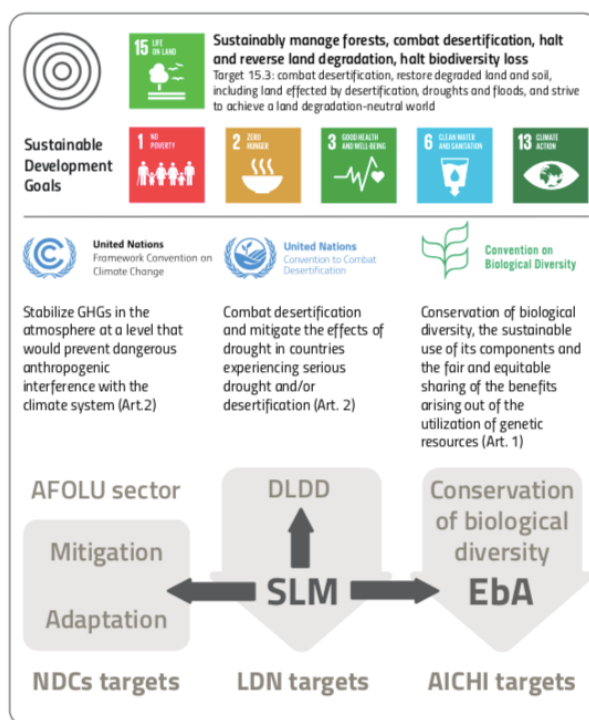 15 LIFE
ON LAND
Sustainably manage forests, combat desertification, halt
and reverse land degradation, halt biodiversity loss
Target 15.3: combat desertification, restore degraded land and soil,
including land effected by desertification, droughts and floods, and strive
to achieve a land degradation-neutral world
Sustainable
Development
Goals
1 NO
POVERTY
2 ZERO
HUNGER
3 GOOD HEALTH
AND WELL-BEING
6 CLEAN WATER
AND SANITATION
13 CLIMATE
ACTION
United Nations
Framework Convention on
Climate Change
United Nations
Convention to Combat
Desertification
Convention on
Biological Diversity
Stabilize GHGs in the
atmosphere at a level that
would prevent dangerous
anthropogenic
interference with the
climate system (Art.2)
Combat desertification
and mitigate the effects of
drought in countries
experiencing serious
drought and/or
desertification (Art. 2)
Conservation of biological
diversity, the sustainable
use of its components and
the fair and equitable
sharing of the benefits
arising out of the
utilization of genetic
resources (Art. 1)
AFOLU sector
Mitigation
Adaptation
NDCs targets
DLDD
SLM
LDN targets
Conservation
of biological
diversity
EbA
AICHI targets